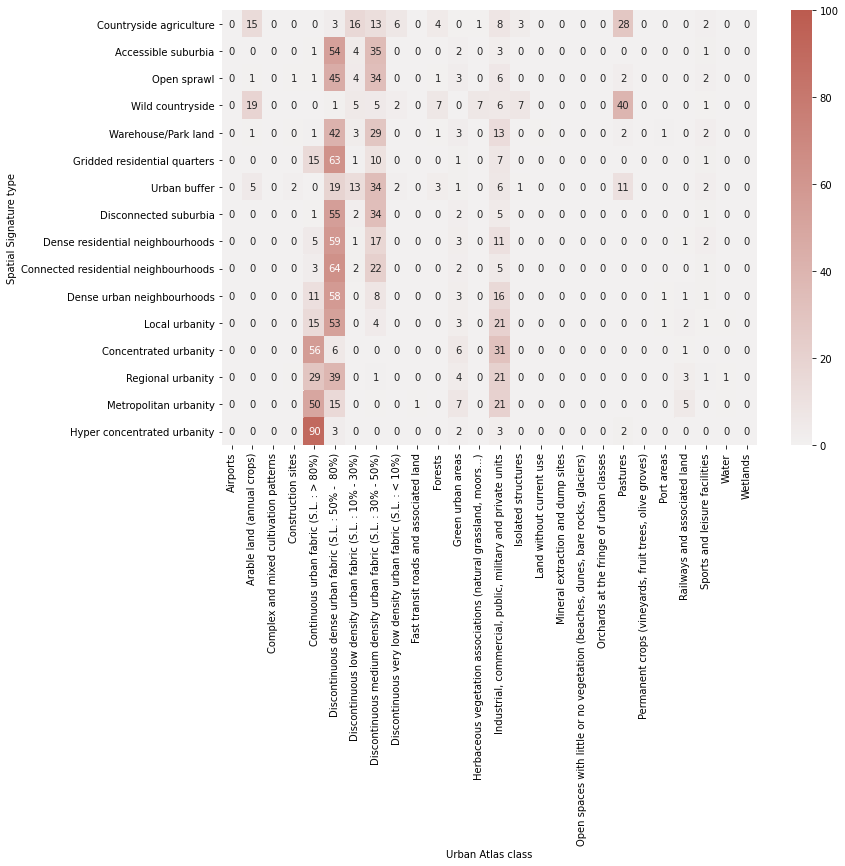 Spatial Signature type
Countryside agriculture 0 15 0 0 0 3 16 13 6 0 4 0 1 8 3 0 0 0 0 28 0 0 0 2 0 0
Accessible suburbia 0 0 0 0 1 54 4 35 0 0 0 2 0 3 0 0 0 0 0 0 0 0 0 1 0 0
Open sprawl 0 1 0 1 1 45 4 34 0 0 1 3 0 6 0 0 0 0 0 2 0 0 0 2 0 0
Wild countryside 0 19 0 0 0 1 5 5 2 0 7 0 7 6 7 0 0 0 0 40 0 0 0 1 0 0
Warehouse/Park land 0 1 0 0 1 42 3 29 0 0 1 3 0 13 0 0 0 0 0 2 0 1 0 2 0 0
Gridded residential quarters 0 0 0 0 15 63 1 10 0 0 0 1 0 7 0 0 0 0 0 0 0 0 0 1 0 0
Urban buffer 0 5 0 2 0 19 13 34 2 0 3 1 0 6 1 0 0 0 0 11 0 0 0 2 0 0
Disconnected suburbia 0 0 0 0 1 55 2 34 0 0 0 2 0 5 0 0 0 0 0 0 0 0 0 1 0 0
Dense residential neighbourhoods 0 0 0 0 5 59 1 17 0 0 0 3 0 11 0 0 0 0 0 0 0 0 1 2 0 0
Connected residential neighbourhoods 0 0 0 0 3 64 2 22 0 0 0 2 0 5 0 0 0 0 0 0 0 0 0 1 0 0
Dense urban neighbourhoods 0 0 0 0 11 58 0 8 0 0 0 3 0 16 0 0 0 0 0 0 0 1 1 1 0 0
Local urbanity 0 0 0 0 15 53 0 4 0 0 0 3 0 21 0 0 0 0 0 0 0 1 2 1 0 0
Concentrated urbanity 0 0 0 0 56 6 0 0 0 0 0 6 0 31 0 0 0 0 0 0 0 0 1 0 0 0
Regional urbanity 0 0 0 0 29 39 0 1 0 0 0 4 0 21 0 0 0 0 0 0 0 0 3 1 1 0
Metropolitan urbanity 0 0 0 0 50 15 0 0 0 1 0 7 0 21 0 0 0 0 0 0 0 0 5 0 0 0
Hyper concentrated urbanity 0 0 0 0 90 3 0 0 0 0 0 2 0 3 0 0 0 0 0 2 0 0 0 0 0 0
Airports
Arable land (annual crops)
Complex and mixed cultivation patterns
Construction sites
Continuous urban fabric (S.L. : > 80%)
Discontinuous dense urban fabric (S.L. : 50% - 80%)
Discontinuous low density urban fabric (S.L. : 10% - 30%)
Discontinuous medium density urban fabric (S.L. : 30% - 50%)
Discontinuous very low density urban fabric (S.L. : < 10%)
Fast transit roads and associated land
Forests
Green urban areas
Herbaceous vegetation associations (natural grassland, moors...)
Industrial, commercial, public, military and private units
Isolated structures
Land without current use
Mineral extraction and dump sites
Open spaces with little or no vegetation (beaches, dunes, bare rocks, glaciers)
Orchards at the fringe of urban classes
Pastures
Permanent crops (vineyards, fruit trees, olive groves)
Port areas
Railways and associated land
Sports and leisure facilities
Water
Wetlands
Urban Atlas class
100
80
60
40
20
0